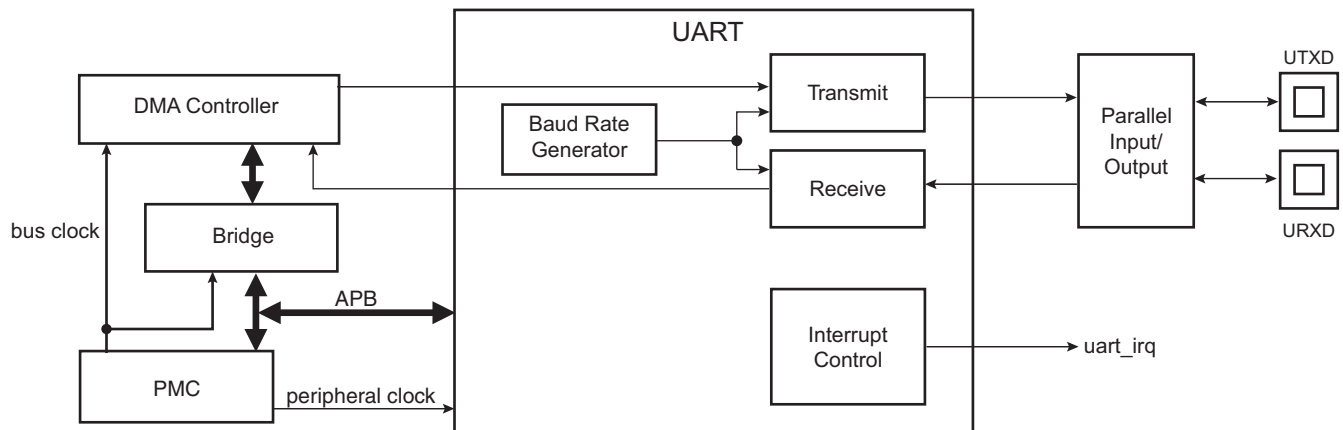 UART
DMA Controller
Transmit
UTXD
Baud Rate
Generator
Parallel
Input/
Output
Receive
bus clock
Bridge
URXD
APB
Interrupt
Control
uart_irq
PMC
peripheral clock